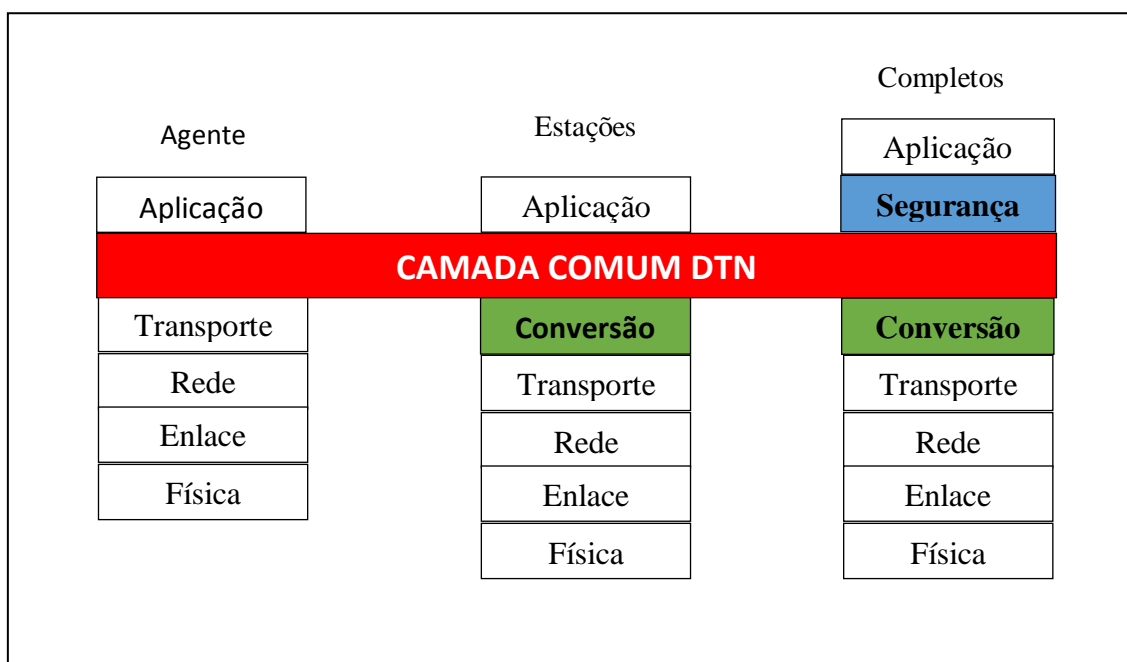 Agente
Aplicação
Estações
Aplicação
Completos
Aplicação
Segurança
CAMADA COMUM DTN
Transporte
Rede
Enlace
Física
Conversão
Transporte
Rede
Enlace
Física
Conversão
Transporte
Rede
Enlace
Física